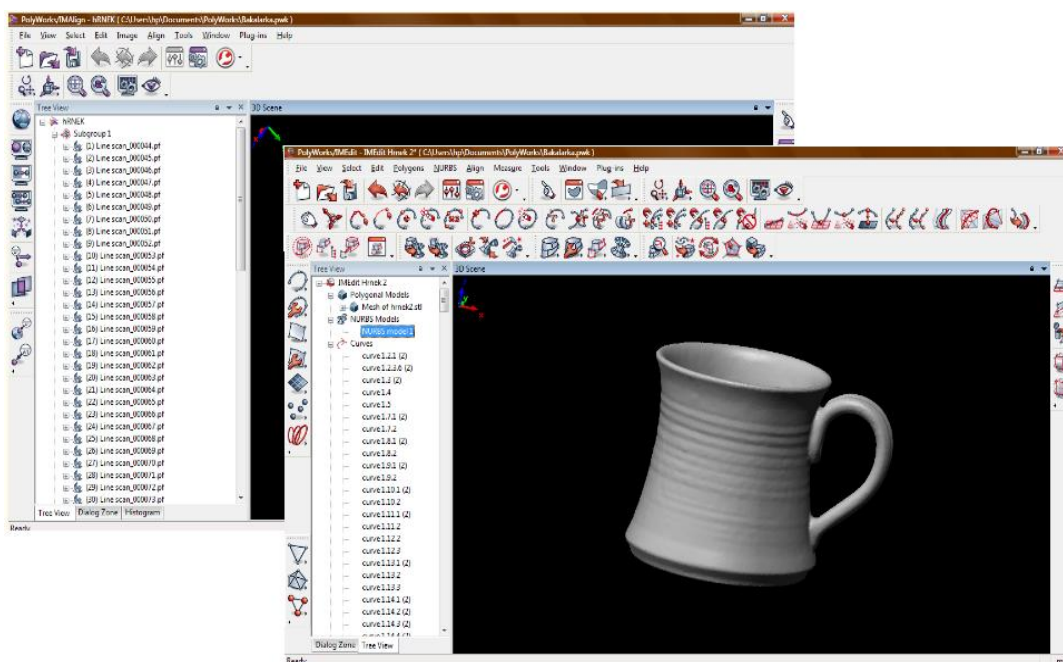 PolyWorks/IMAlign - hRNEK ( C:\Users\hp\Documents\PolyWorks\Bakalarka.pwk )
File View Select Edit Image Align Tools Window Plug-ins Help
Tree View
3D Scene
hRNEK
Subgroup 1
(1) Line scan_000044.pf
(2) Line scan_000045.pf
(3) Line scan_000046.pf
(4) Line scan_000047.pf
(5) Line scan_000048.pf
(6) Line scan_000049.pf
(7) Line scan_000050.pf
(8) Line scan_000051.pf
(9) Line scan_000052.pf
(10) Line scan_000053.pf
(11) Line scan_000054.pf
(12) Line scan_000055.pf
(13) Line scan_000056.pf
(14) Line scan_000057.pf
(15) Line scan_000058.pf
(16) Line scan_000059.pf
(17) Line scan_000060.pf
(18) Line scan_000061.pf
(19) Line scan_000062.pf
(20) Line scan_000063.pf
(21) Line scan_000064.pf
(22) Line scan_000065.pf
(23) Line scan_000066.pf
(24) Line scan_000067.pf
(25) Line scan_000068.pf
(26) Line scan_000069.pf
(27) Line scan_000070.pf
(28) Line scan_000071.pf
(29) Line scan_000072.pf
(30) Line scan_000073.pf
Tree View Dialog Zone Histogram
Ready
PolyWorks/IMEdit - IMEdit Hrnek 2* ( C:\Users\hp\Documents\PolyWorks\Bakalarka.pwk )
File View Select Edit Polygons NURBS Align Measure Tools Window Plug-ins Help
Tree View
3D Scene
IMEdit Hrnek 2
Polygonal Models
Mesh of hrnek2.stl
NURBS Models
NURBS model 1
Curves
curve1.2.1 (2)
curve1.2.3.6 (2)
curve1.3 (2)
curve1.4
curve1.5
curve1.7.1 (2)
curve1.7.2
curve1.8.1 (2)
curve1.8.2
curve1.9.1 (2)
curve1.9.2
curve1.10.1 (2)
curve1.10.2
curve1.11.1 (2)
curve1.11.2
curve1.12.2
curve1.12.3
curve1.13.1 (2)
curve1.13.2
curve1.13.3
curve1.14.1 (2)
curve1.14.2 (2)
curve1.14.3 (2)
Dialog Zone Tree View
Ready